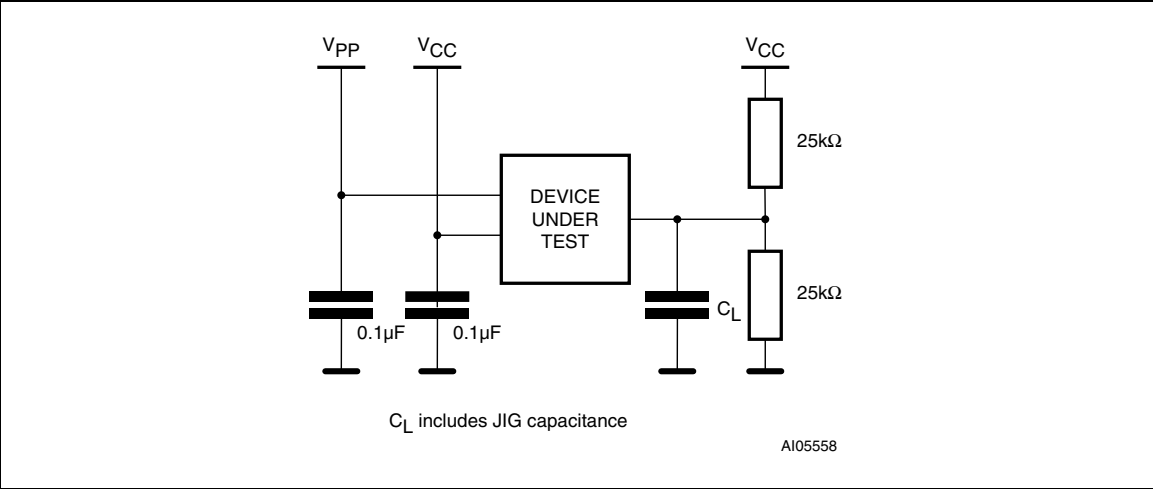 VPP
VCC
VCC
25kΩ
DEVICE
UNDER
TEST
25kΩ
CL
0.1µF
0.1µF
CL includes JIG capacitance
AI05558